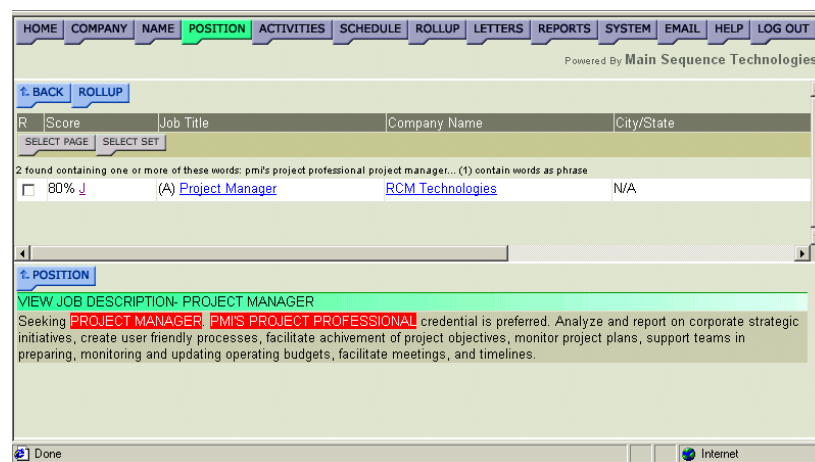 HOME COMPANY NAME POSITION ACTIVITIES SCHEDULE ROLLUP LETTERS REPORTS SYSTEM EMAIL HELP LOG OUT
Powered By Main Sequence Technologies
BACK ROLLUP
R Score Job Title Company Name City/State
SELECT PAGE SELECT SET
2 found containing one or more of these words: pmi's project professional project manager... (1) contain words as phrase
80% J (A) Project Manager RCM Technologies N/A
POSITION
VIEW JOB DESCRIPTION- PROJECT MANAGER
Seeking PROJECT MANAGER. PMI'S PROJECT PROFESSIONAL credential is preferred. Analyze and report on corporate strategic
initiatives, create user friendly processes, facilitate achivement of project objectives, monitor project plans, support teams in
preparing, monitoring and updating operating budgets, facilitate meetings, and timelines.
Done Internet